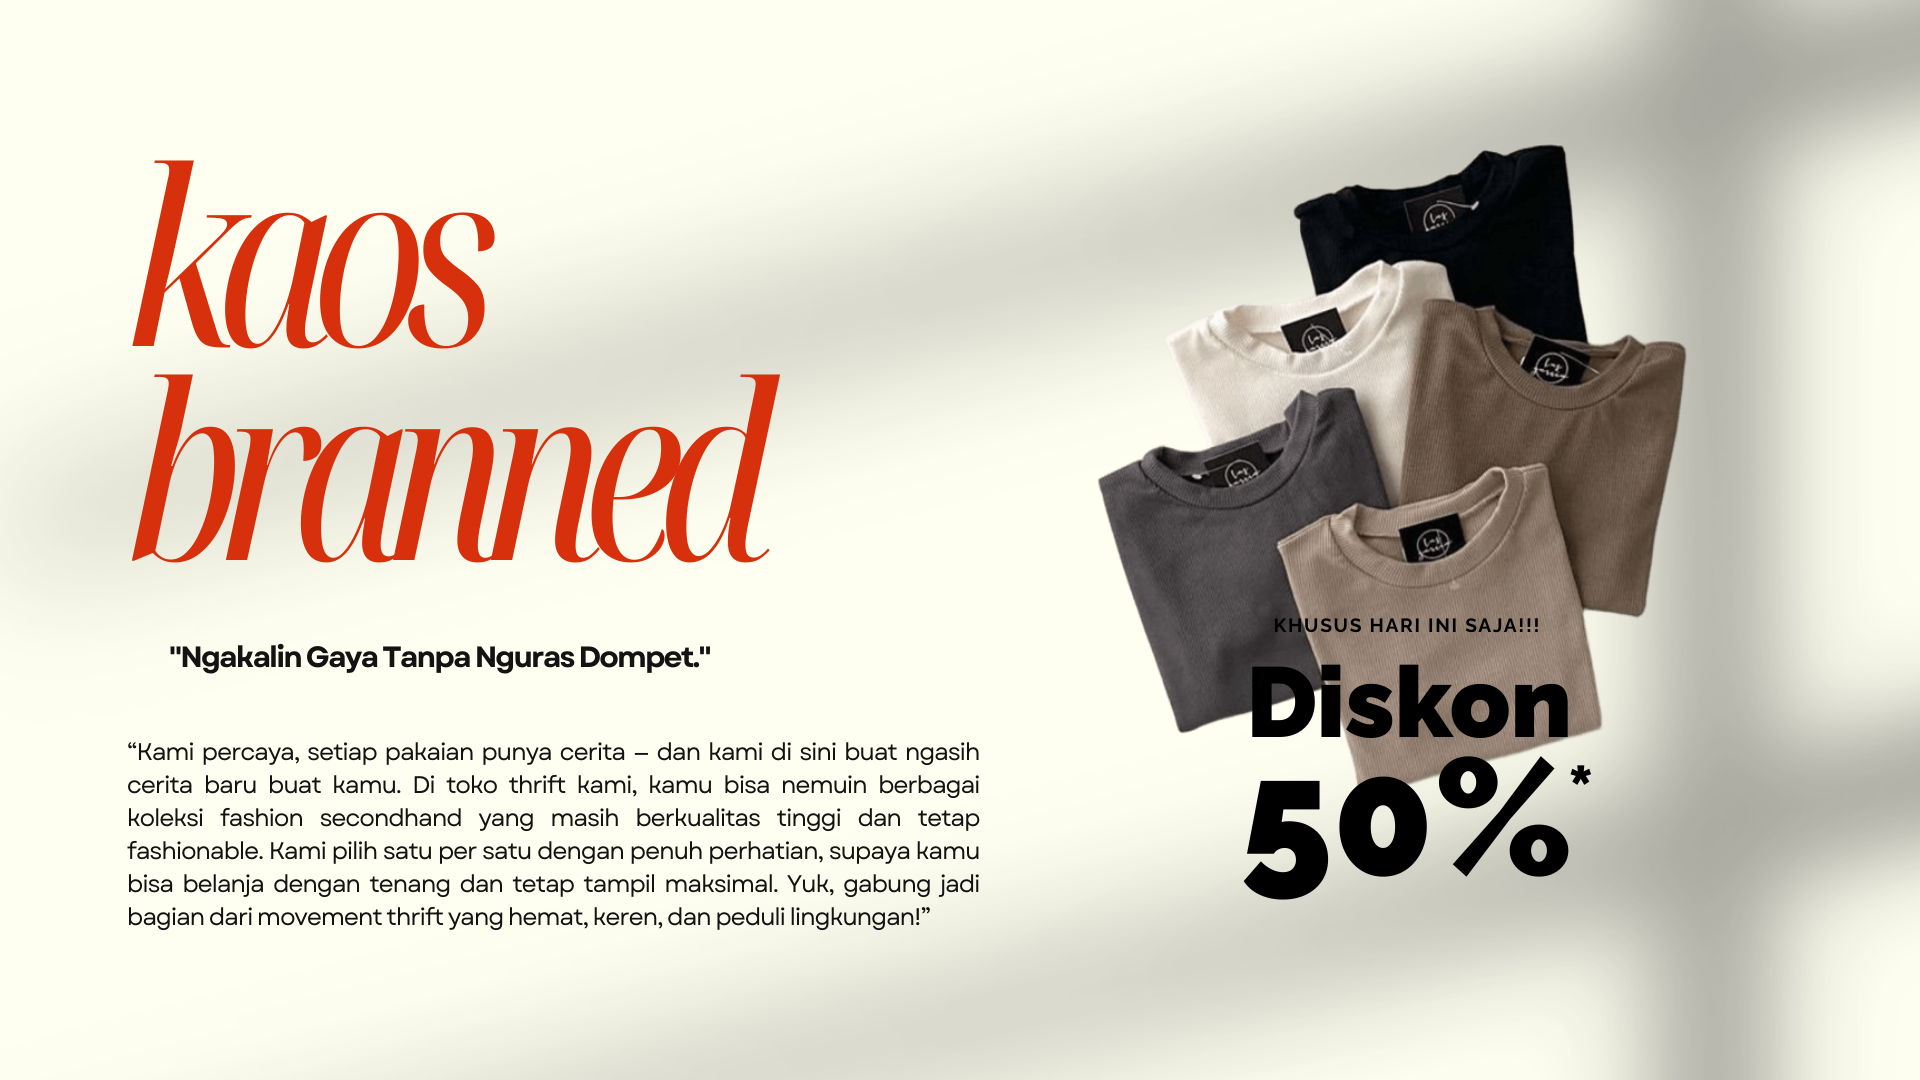 kaos
branned
"Ngakalin Gaya Tanpa Nguras Dompet."
“Kami percaya, setiap pakaian punya cerita – dan kami di sini buat ngasih
cerita baru buat kamu. Di toko thrift kami, kamu bisa nemuin berbagai
koleksi fashion secondhand yang masih berkualitas tinggi dan tetap
fashionable. Kami pilih satu per satu dengan penuh perhatian, supaya kamu
bisa belanja dengan tenang dan tetap tampil maksimal. Yuk, gabung jadi
bagian dari movement thrift yang hemat, keren, dan peduli lingkungan!”
KHUSUS HARI INI SAJA!!!
Diskon
50%*